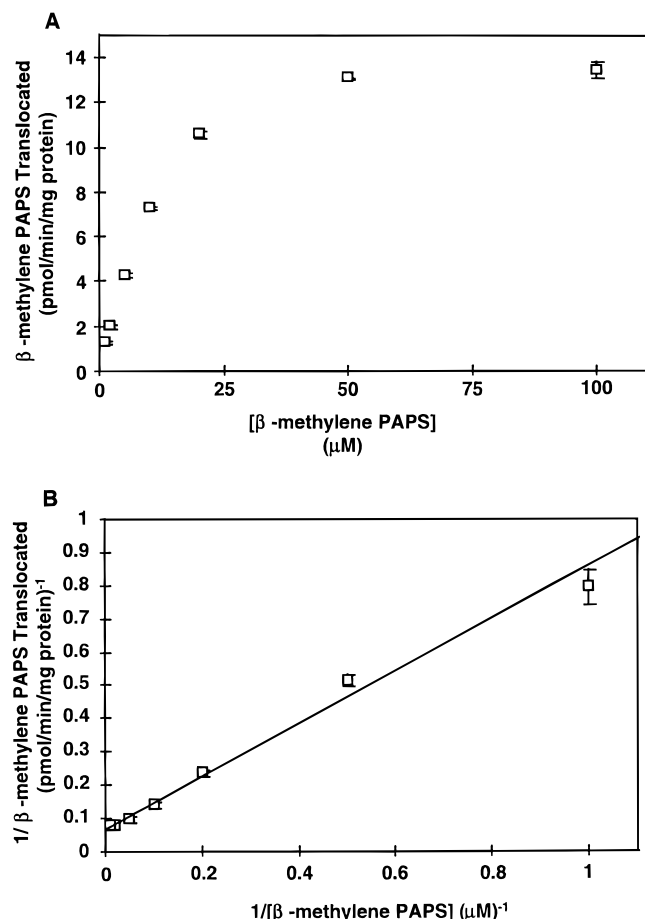 A
β -methylene PAPS Translocated
(pmol/min/mg protein)
14
12
10
8
6
4
2
0
0 25 50 75 100
[β -methylene PAPS]
(μM)
B
1/ β -methylene PAPS Translocated
(pmol/min/mg protein)-1
1
0.9
0.8
0.7
0.6
0.5
0.4
0.3
0.2
0.1
0
0 0.2 0.4 0.6 0.8 1
1/[β -methylene PAPS] (μM)-1